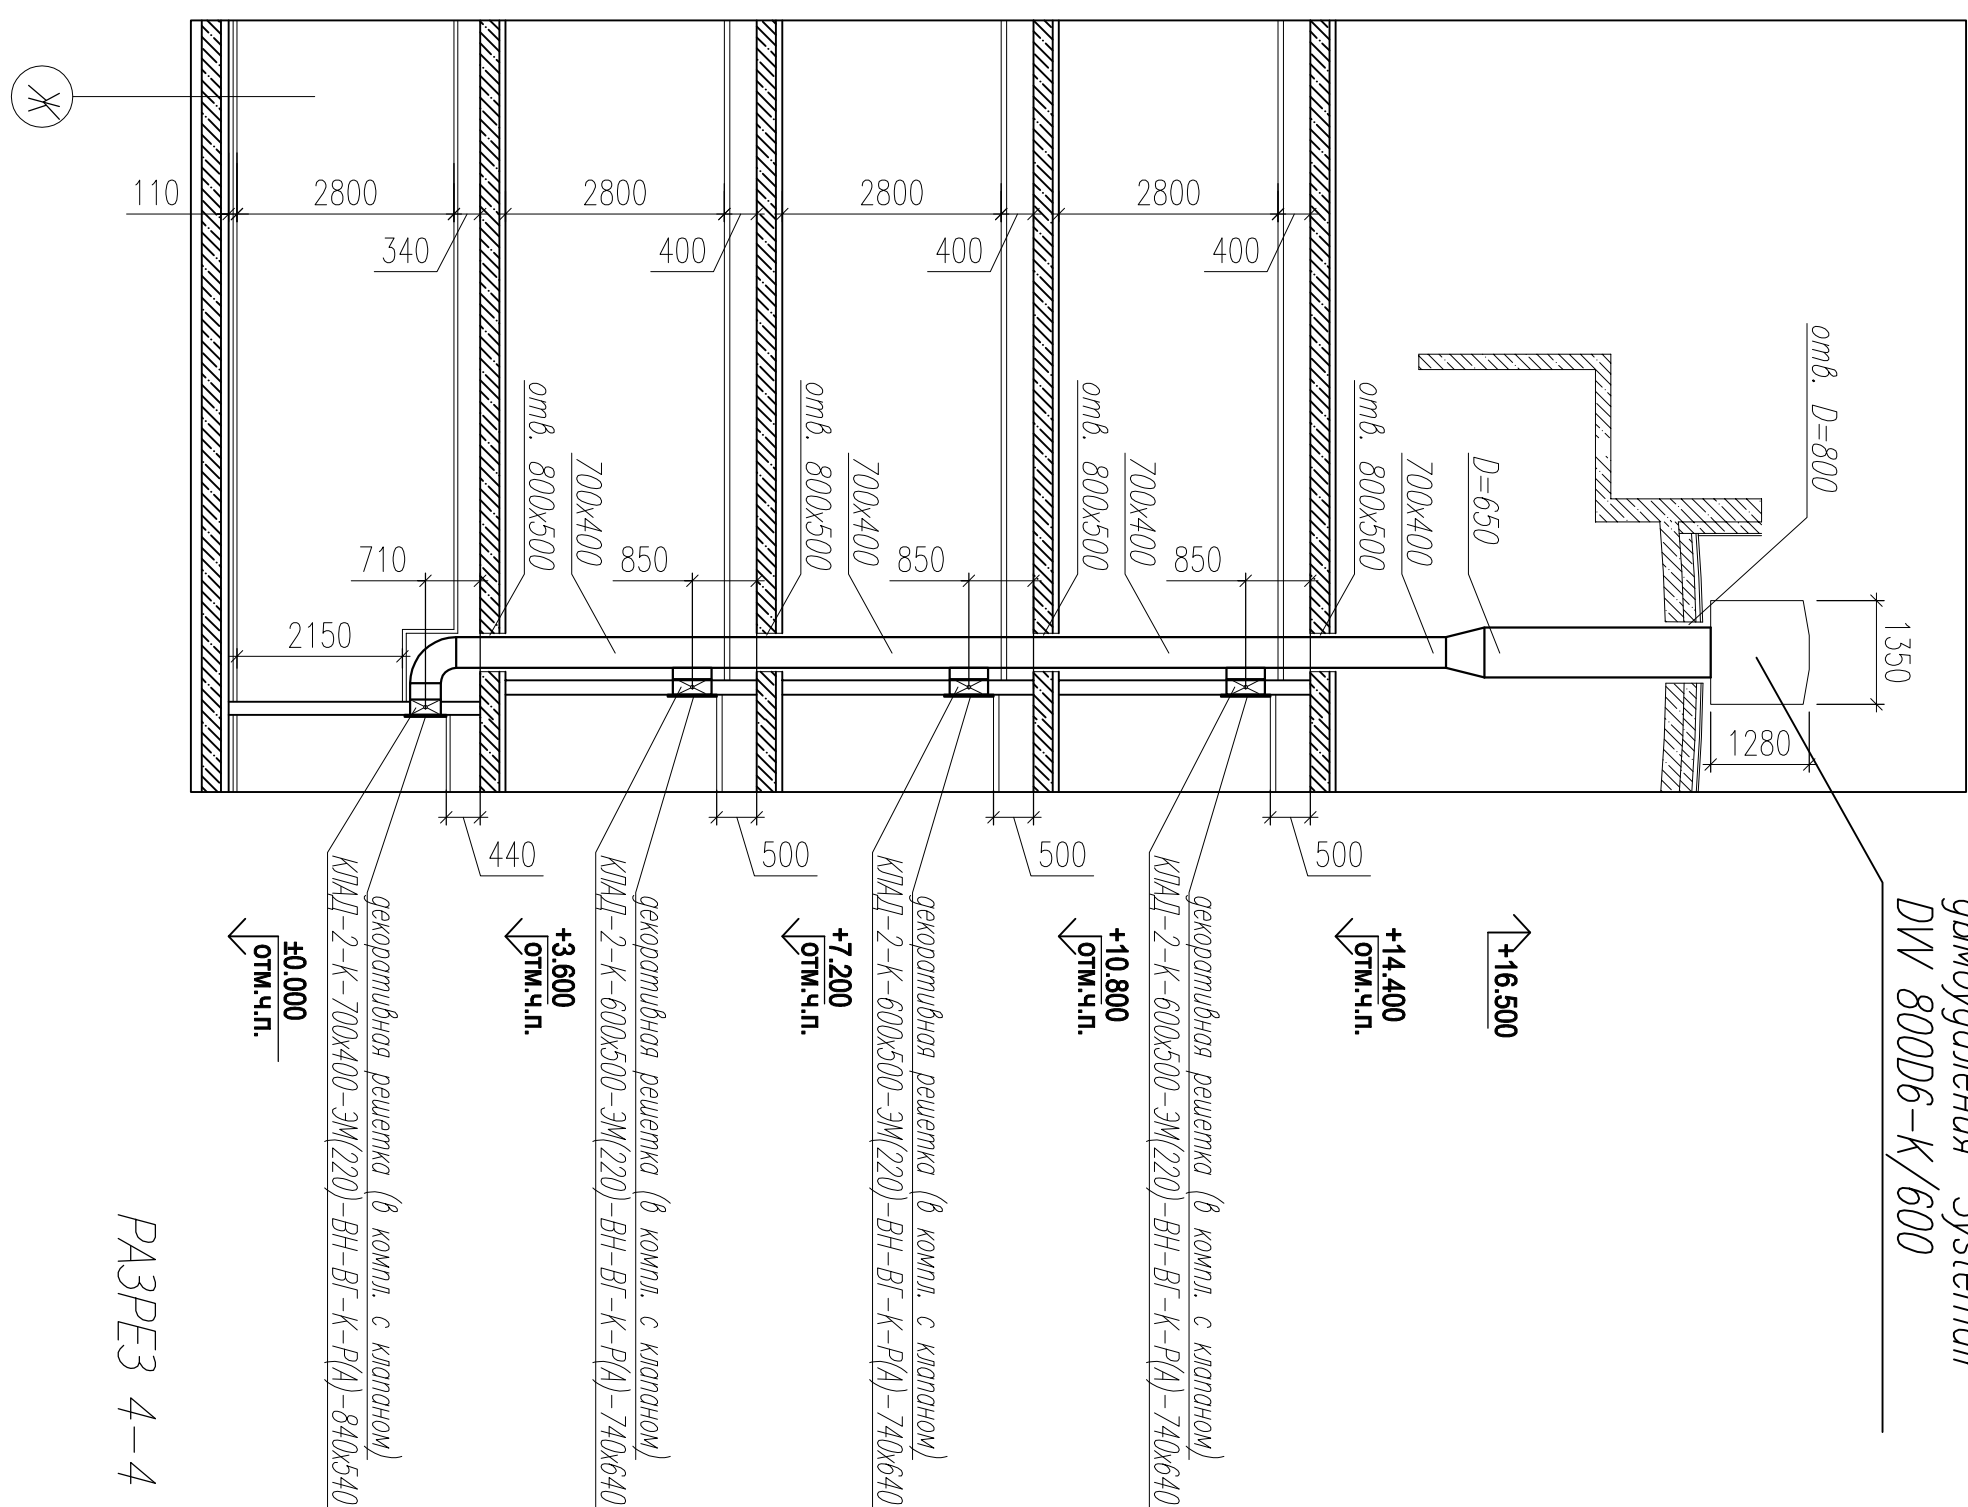 Ж
110
2800
2800
2800
2800
340
400
400
400
отв. D=800
отв. 800х500
700х400
отв. 800х500
700х400
отв. 800х500
700х400
отв. 800х500
700х400
D=650
710
850
850
850
2150
1350
1280
440
500
500
500
дымоудаления Systemair
DVV 800D6-K/600
±0.000
отм.ч.п.
+3.600
отм.ч.п.
+7.200
отм.ч.п.
+10.800
отм.ч.п.
+14.400
отм.ч.п.
+16.500
декоративная решетка (в компл. с клапаном)
КПАД-2-К-700х400-ЭМ(220)-ВН-ВГ-К-Р(А)-840х540
декоративная решетка (в компл. с клапаном)
КПАД-2-К-600х500-ЭМ(220)-ВН-ВГ-К-Р(А)-740х640
декоративная решетка (в компл. с клапаном)
КПАД-2-К-600х500-ЭМ(220)-ВН-ВГ-К-Р(А)-740х640
декоративная решетка (в компл. с клапаном)
КПАД-2-К-600х500-ЭМ(220)-ВН-ВГ-К-Р(А)-740х640
РАЗРЕЗ 4-4